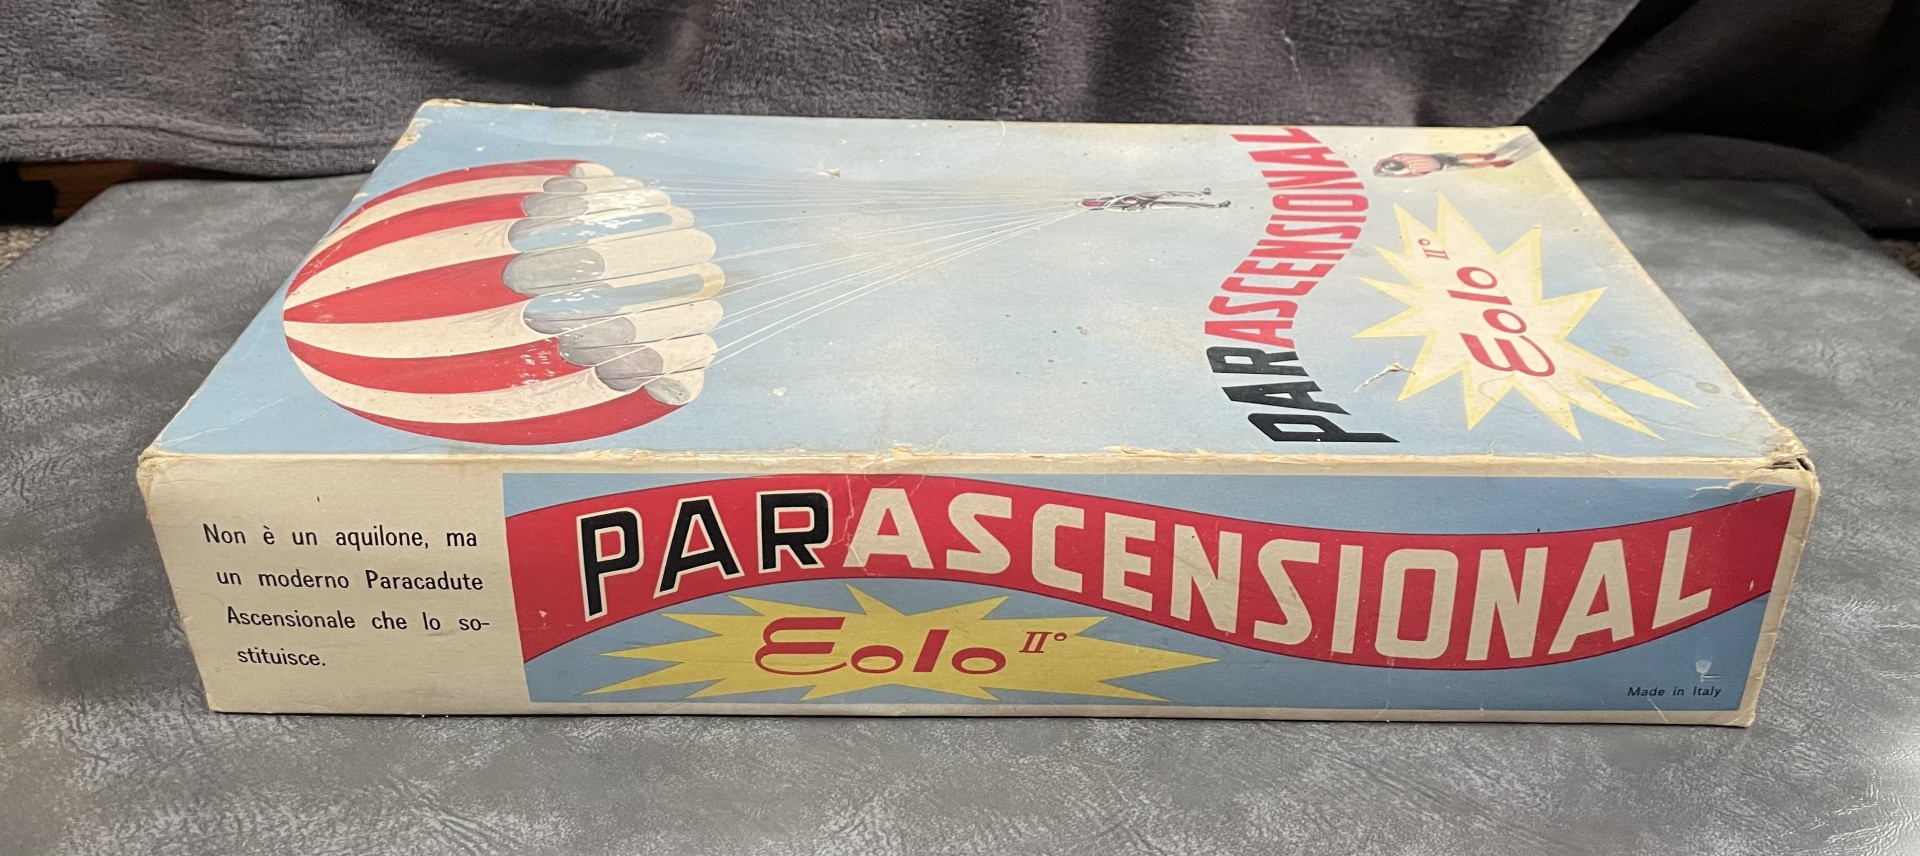 PARASCENSIONAL
Eolo II°
Non è un aquilone, ma
un moderno Paracadute
Ascensionale che lo so-
stituisce.
PARASCENSIONAL
Eolo II°
Made in Italy